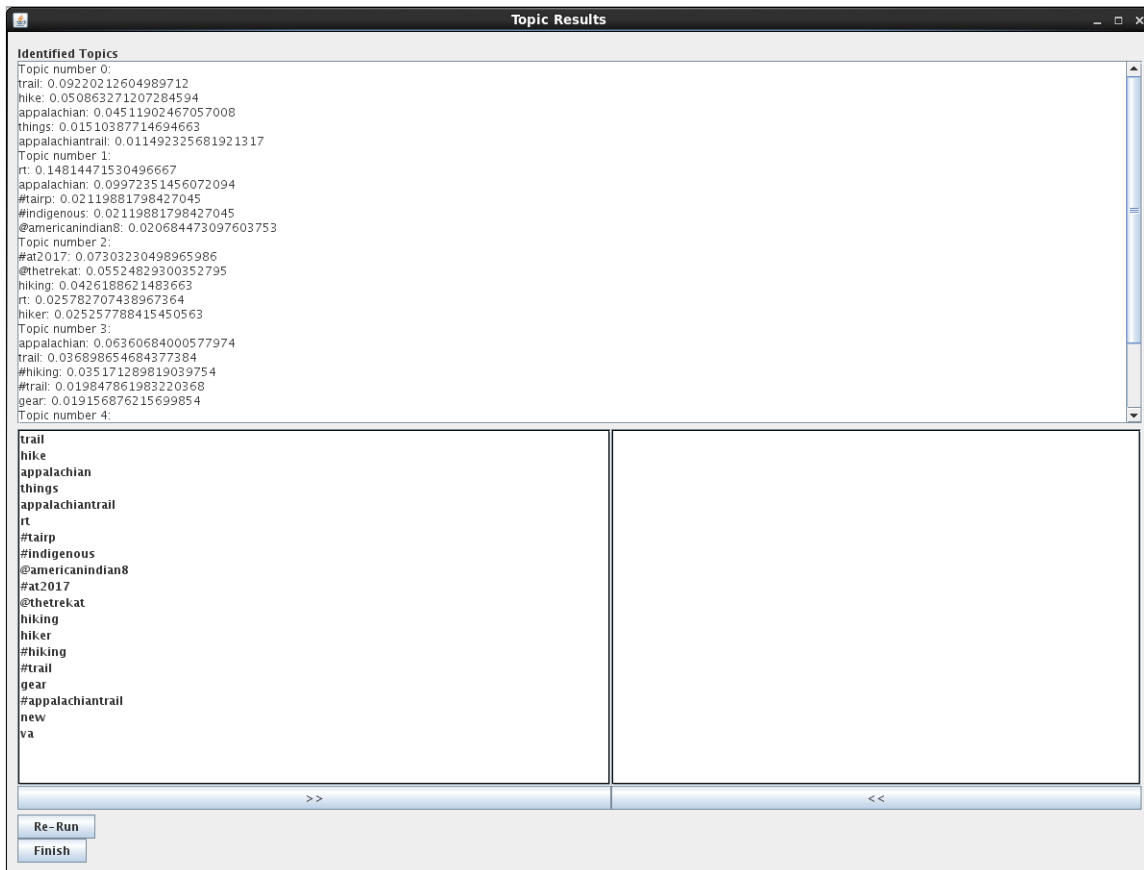 Topic Results
Identified Topics
Topic number 0:
trail: 0.09220212604989712
hike: 0.050863271207284594
appalachian: 0.04511902467057008
things: 0.01510387714694663
appalachiantrail: 0.011492325681921317
Topic number 1:
rt: 0.14814471530496667
appalachian: 0.09972351456072094
#tairp: 0.02119881798427045
#indigenous: 0.02119881798427045
@americanindian8: 0.020684473097603753
Topic number 2:
#at2017: 0.07303230498965986
@thetrekat: 0.05524829300352795
hiking: 0.0426188621483663
rt: 0.025782707438967364
hiker: 0.025257788415450563
Topic number 3:
appalachian: 0.06360684000577974
trail: 0.036898654684377384
#hiking: 0.035171289819039754
#trail: 0.019847861983220368
gear: 0.019156876215699854
Topic number 4:
trail
hike
appalachian
things
appalachiantrail
rt
#tairp
#indigenous
@americanindian8
#at2017
@thetrekat
hiking
hiker
#hiking
#trail
gear
#appalachiantrail
new
va
>> <<
Re-Run
Finish